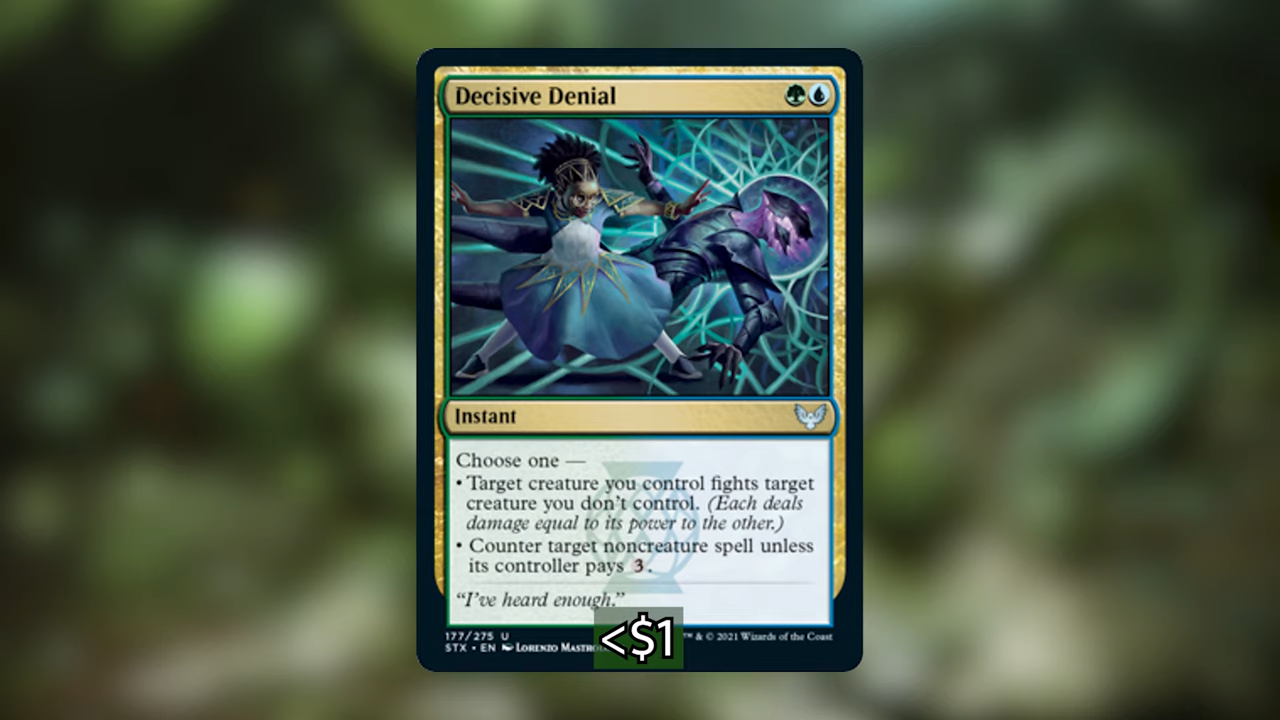 Decisive Denial
Instant
Choose one —
• Target creature you control fights target
creature you don't control. (Each deals
damage equal to its power to the other.)
• Counter target noncreature spell unless
its controller pays 3.
“I've heard enough.”
177/275 U
™ & © 2021 Wizards of the Coast
STX • EN Lorenzo
<$1